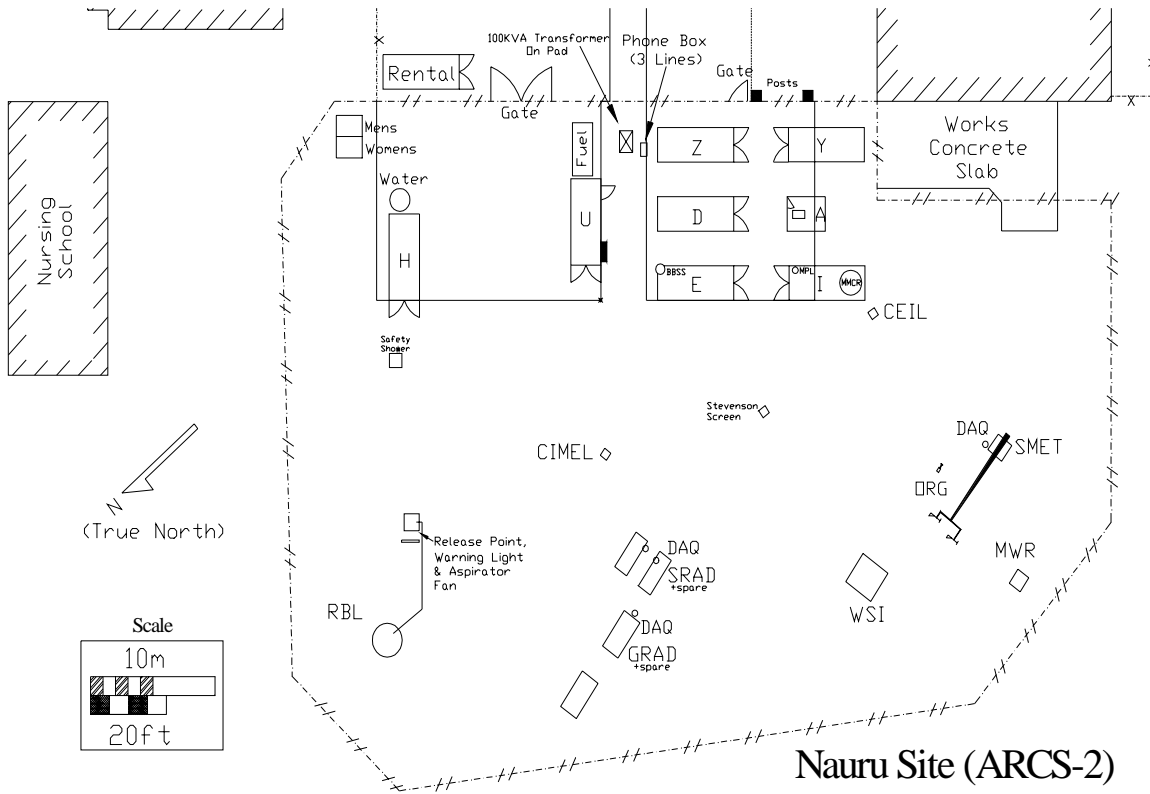 100KVA Transformer
On Pad
Phone Box
(3 Lines)
Rental
Gate
Gate
Posts
Mens
Womens
Fuel
Z
Y
Works
Concrete
Slab
Water
Nursing
School
H
U
D
A
BBSS
E
MPL
I
MMCR
CEIL
Safety
Shower
Stevenson
Screen
CIMEL
DAQ
SMET
ORG
N
(True North)
Release Point,
Warning Light
& Aspirator
Fan
DAQ
SRAD
+spare
MWR
WSI
RBL
DAQ
GRAD
+spare
Scale
10m
20ft
Nauru Site (ARCS-2)